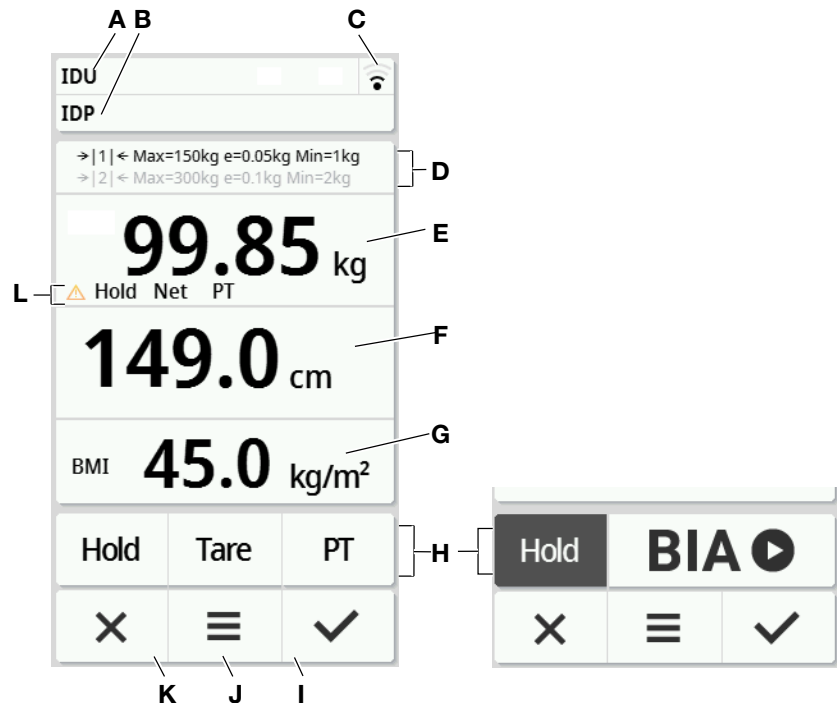 A B C
IDU
IDP
→|1|← Max=150kg e=0.05kg Min=1kg
→|2|← Max=300kg e=0.1kg Min=2kg
D
99.85 kg
E
L
Hold Net PT
149.0 cm
F
BMI 45.0 kg/m²
G
Hold Tare PT
H
Hold BIA
K J I